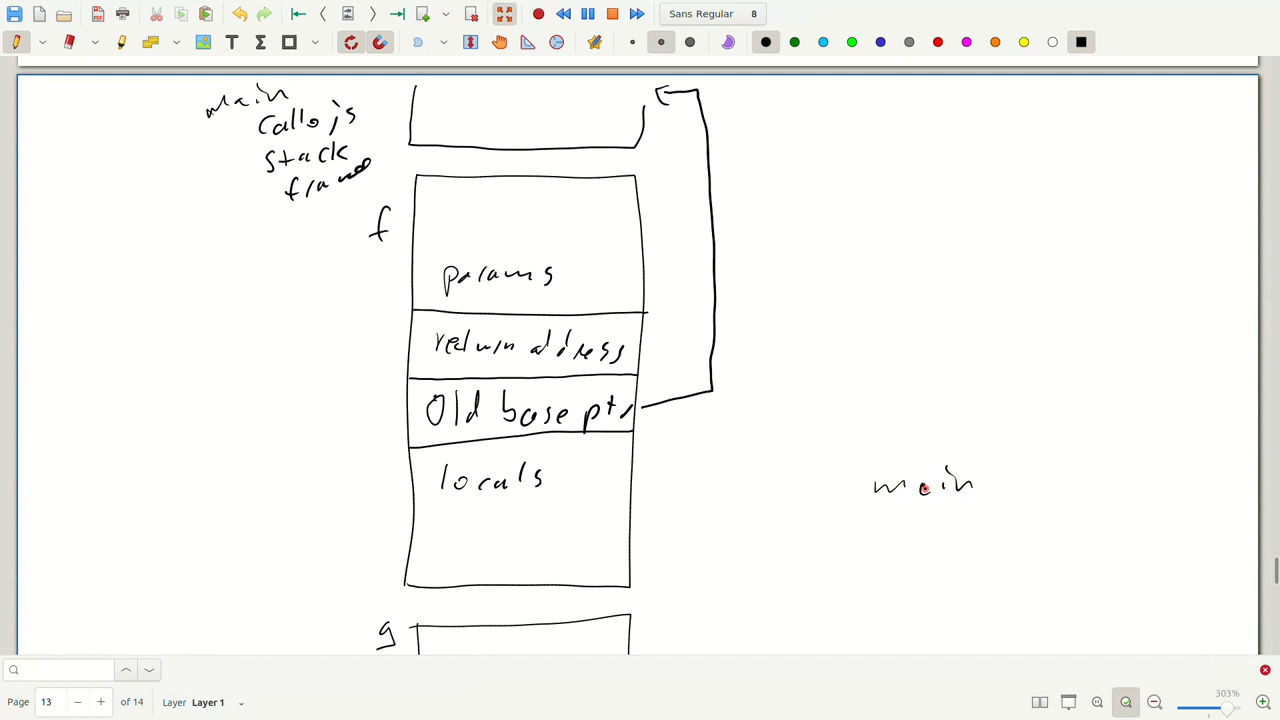 Sans Regular 8
main
caller's
stack
frame
f
params
return address
Old base ptr
locals
main
g
Page 13 of 14 Layer Layer 1 303%